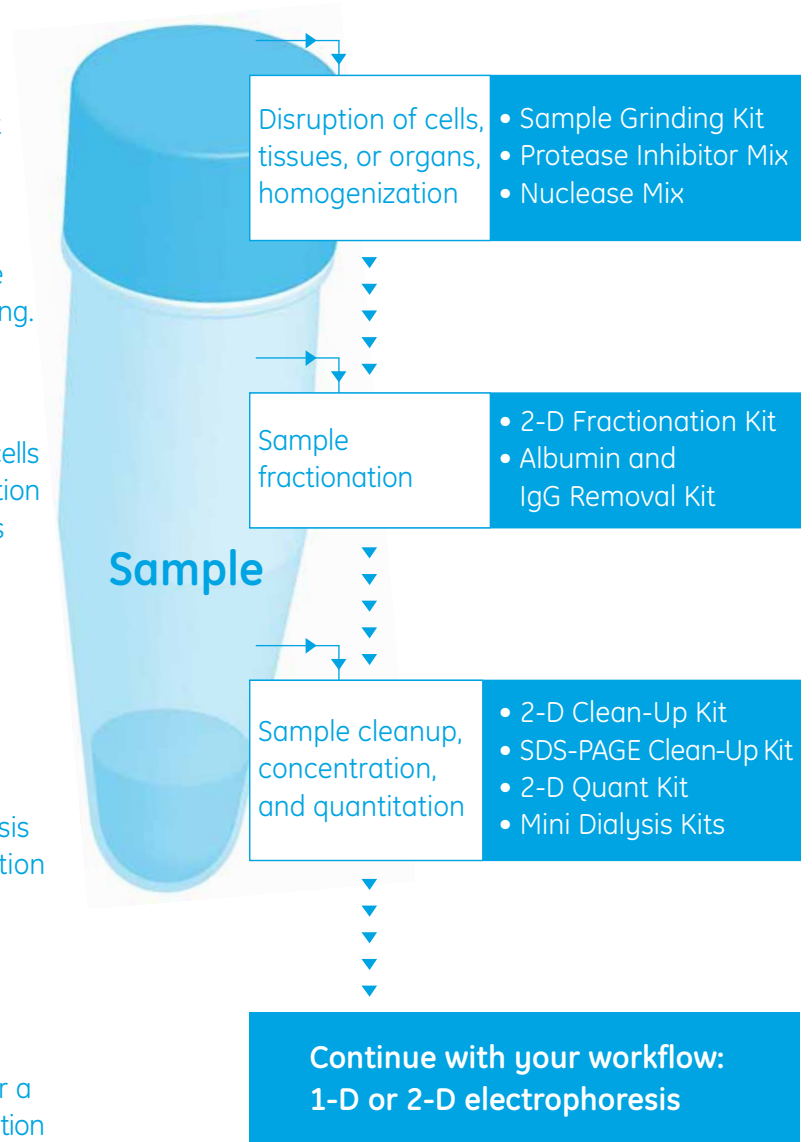 Disruption of cells,
tissues, or organs,
homogenization
• Sample Grinding Kit
• Protease Inhibitor Mix
• Nuclease Mix
ng.
cells
Sample
fractionation
• 2-D Fractionation Kit
• Albumin and
IgG Removal Kit
Sample
Sample cleanup,
concentration,
and quantitation
• 2-D Clean-Up Kit
• SDS-PAGE Clean-Up Kit
• 2-D Quant Kit
• Mini Dialysis Kits
Continue with your workflow:
1-D or 2-D electrophoresis
r a